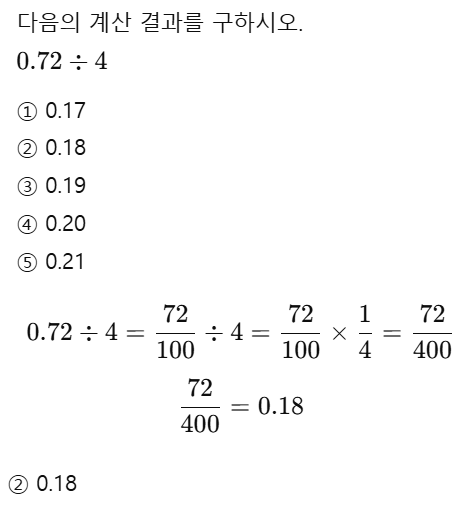 다음의 계산 결과를 구하시오.
0.72 ÷ 4
① 0.17
② 0.18
③ 0.19
④ 0.20
⑤ 0.21
0.72 ÷ 4 = 72/100 ÷ 4 = 72/100 × 1/4 = 72/400
72/400 = 0.18
② 0.18